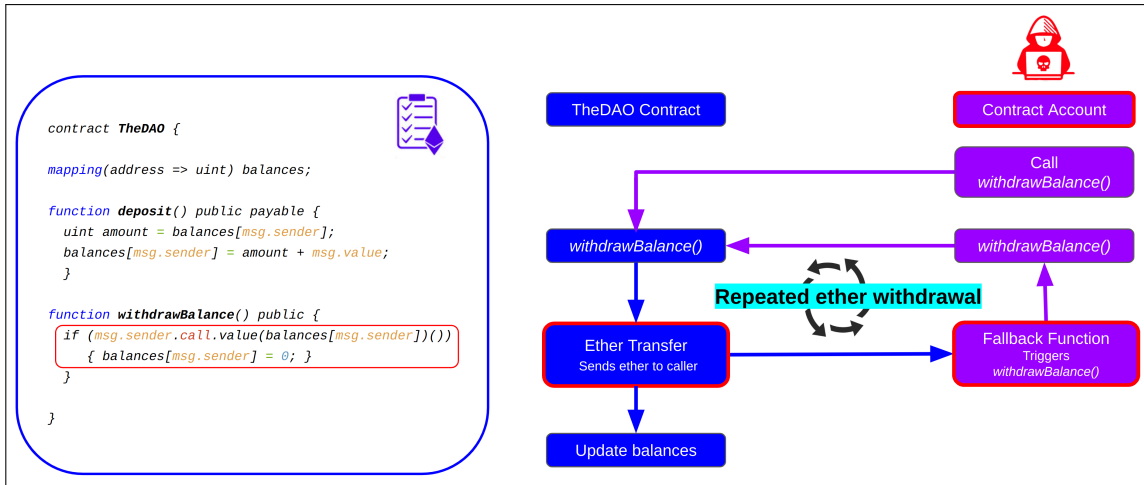 contract TheDAO {
mapping(address => uint) balances;
function deposit() public payable {
uint amount = balances[msg.sender];
balances[msg.sender] = amount + msg.value;
}
function withdrawBalance() public {
if (msg.sender.call.value(balances[msg.sender])())
{ balances[msg.sender] = 0; }
}
}
TheDAO Contract
Contract Account
Call
withdrawBalance()
withdrawBalance()
withdrawBalance()
Repeated ether withdrawal
Ether Transfer
Sends ether to caller
Fallback Function
Triggers
withdrawBalance()
Update balances